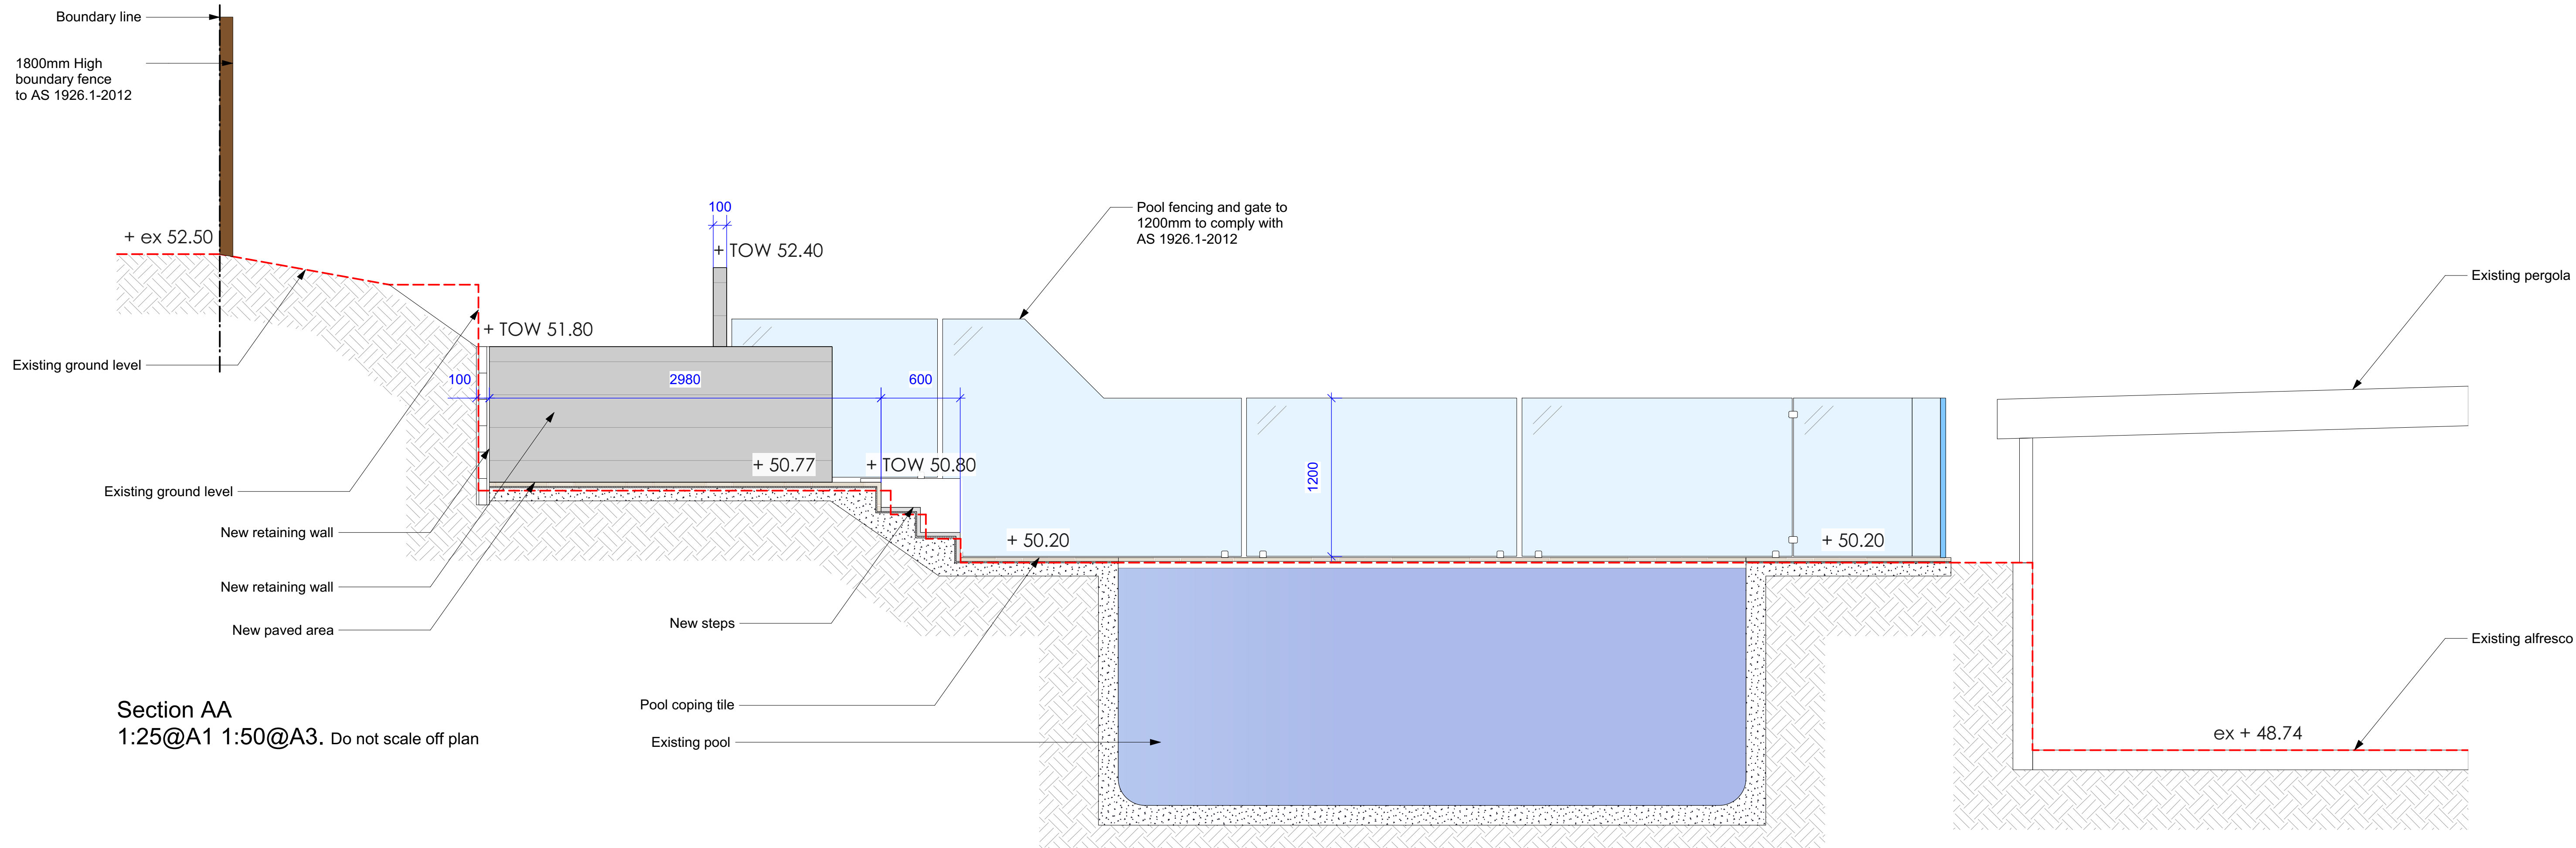 Boundary line
1800mm High
boundary fence
to AS 1926.1-2012
+ ex 52.50
100
+ TOW 52.40
Pool fencing and gate to
1200mm to comply with
AS 1926.1-2012
Existing pergola
+ TOW 51.80
Existing ground level
100
2980
600
+ 50.77
+ TOW 50.80
1200
Existing ground level
New retaining wall
+ 50.20
+ 50.20
New retaining wall
New paved area
New steps
Existing alfresco
Pool coping tile
Existing pool
ex + 48.74
Section AA
1:25@A1 1:50@A3. Do not scale off plan